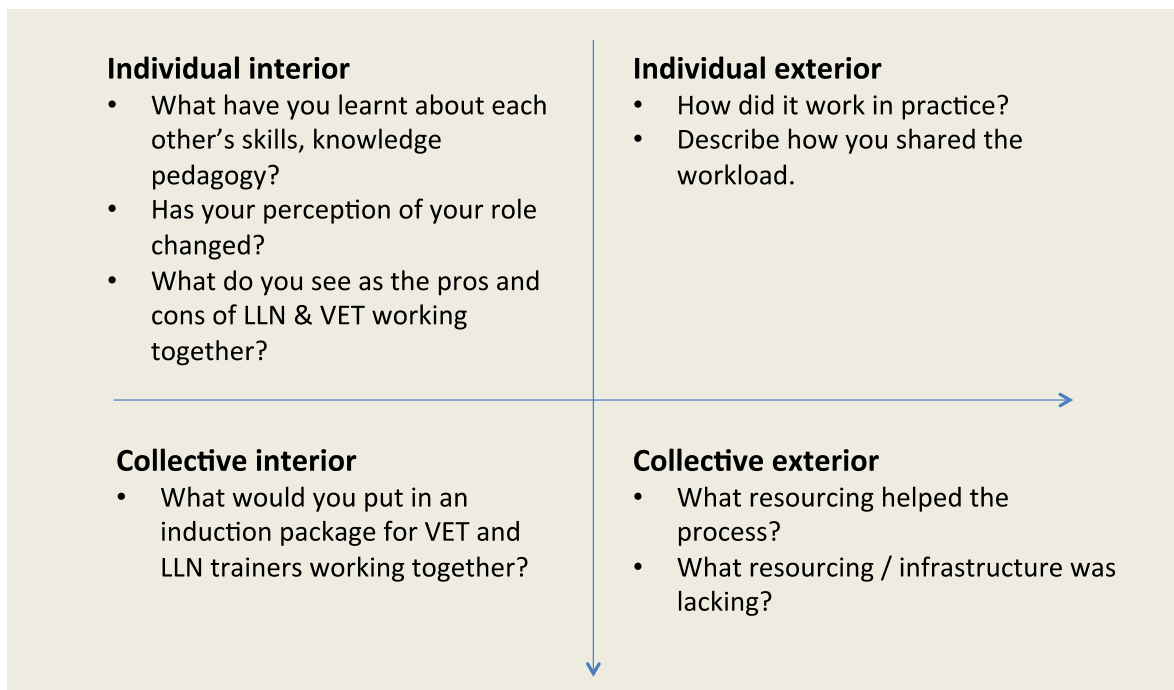 Individual interior
• What have you learnt about each
other’s skills, knowledge
pedagogy?
• Has your perception of your role
changed?
• What do you see as the pros and
cons of LLN & VET working
together?
Individual exterior
• How did it work in practice?
• Describe how you shared the
workload.
Collective interior
• What would you put in an
induction package for VET and
LLN trainers working together?
Collective exterior
• What resourcing helped the
process?
• What resourcing / infrastructure was
lacking?